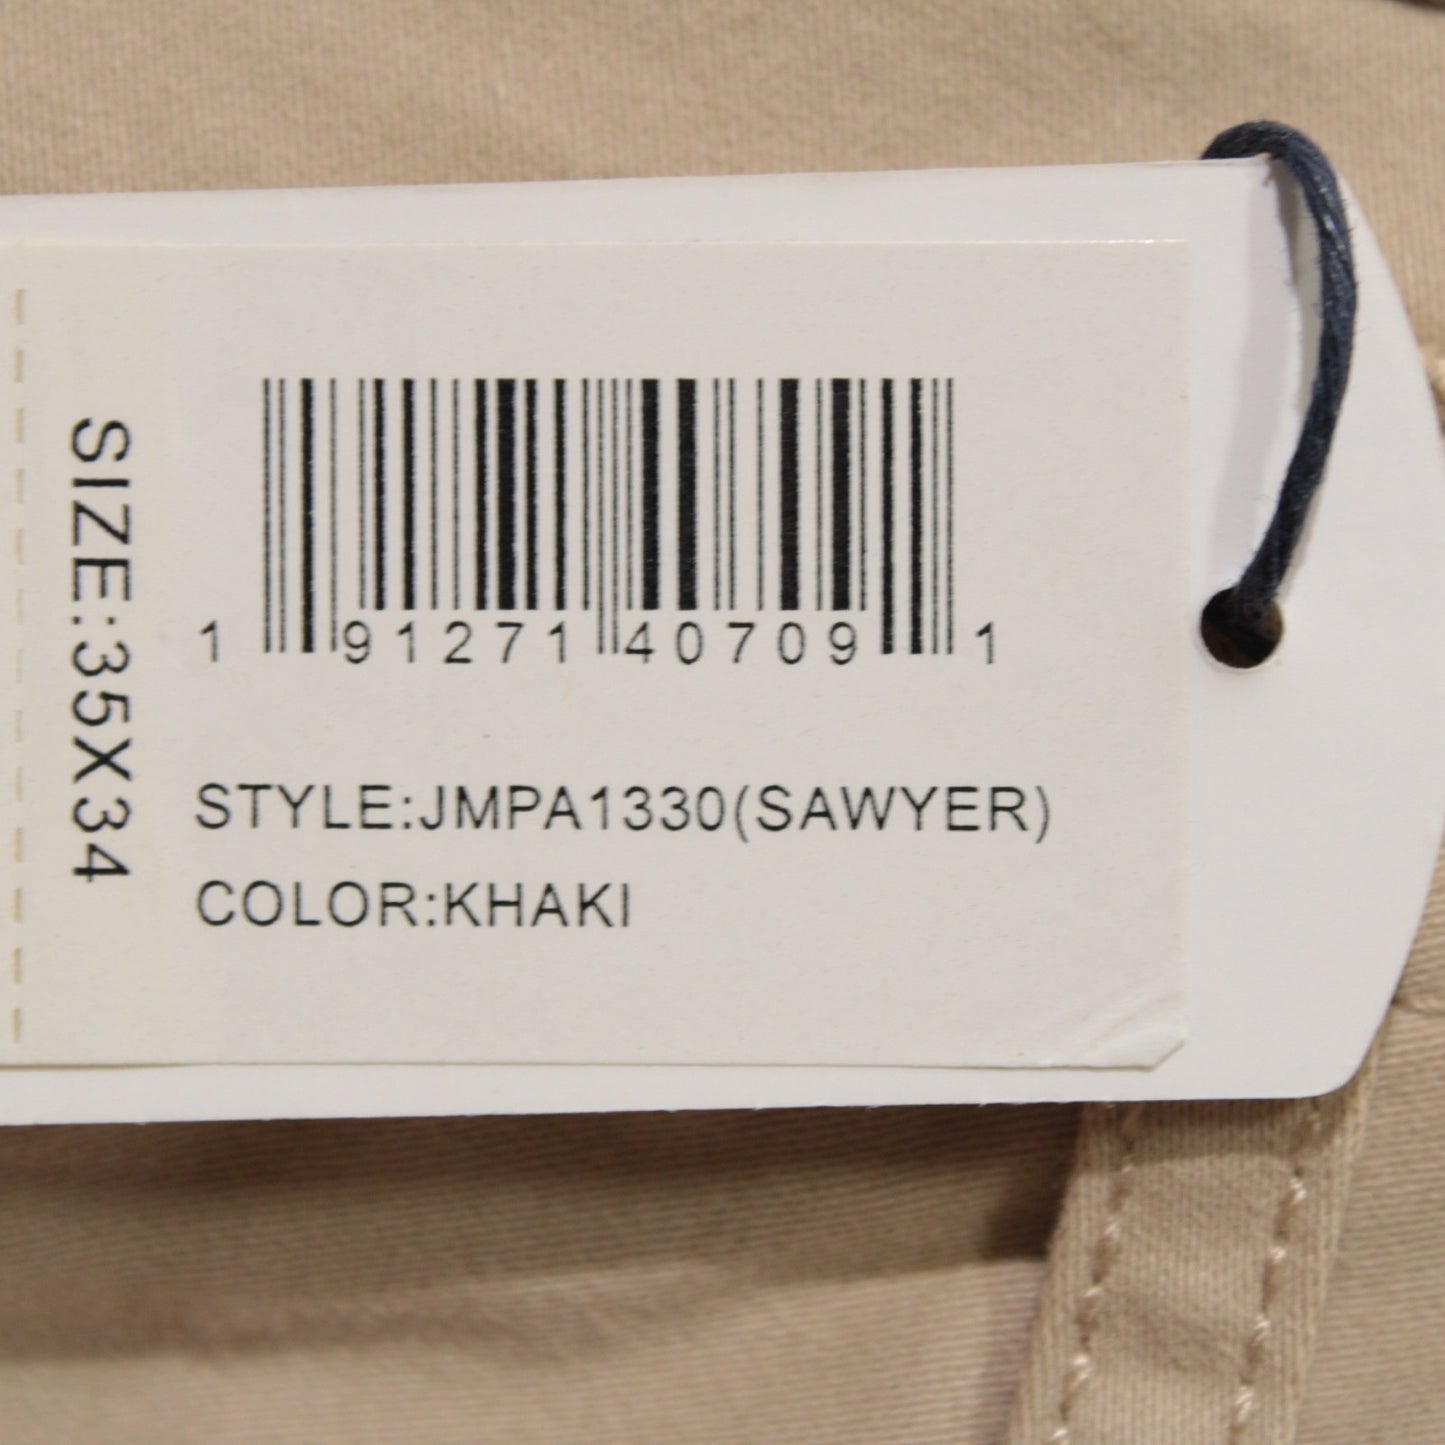 SIZE:35X34
1 91271 40709 1
STYLE:JMPA1330(SAWYER)
COLOR:KHAKI